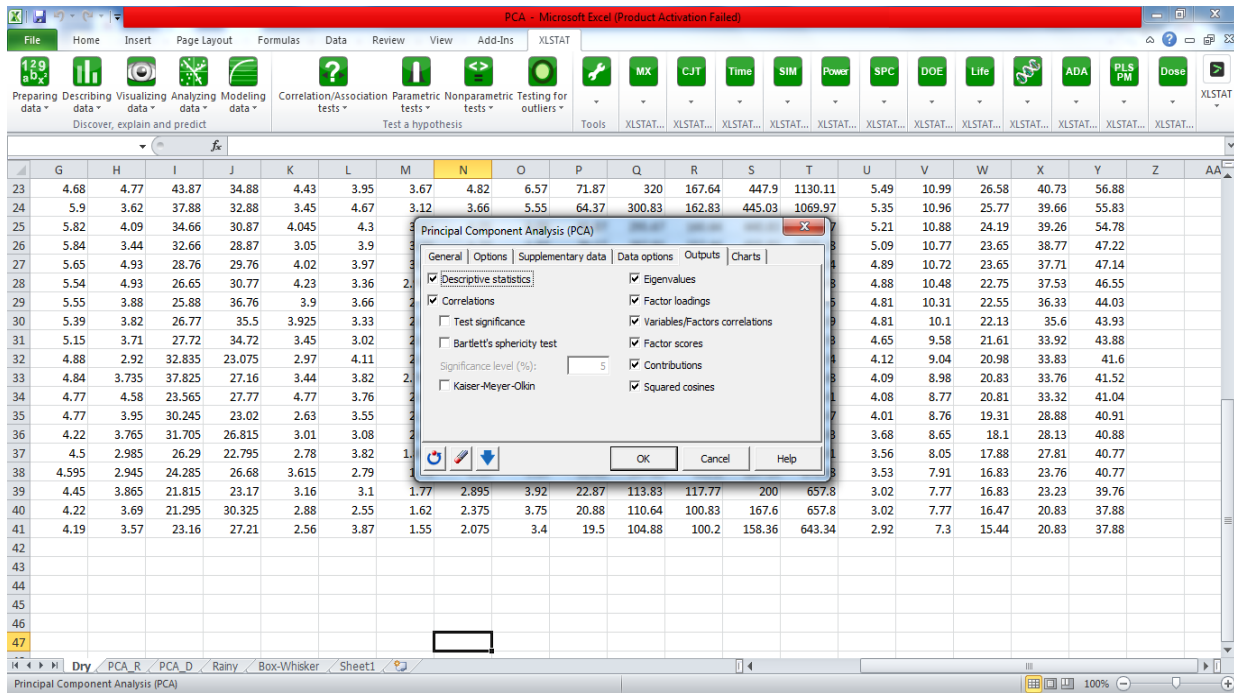 PCA - Microsoft Excel (Product Activation Failed)
File Home Insert Page Layout Formulas Data Review View Add-Ins XLSTAT
129 ab,² MX CJT Time SIM Power SPC DOE Life ADA PLS PM Dose
Preparing data Describing data Visualizing data Analyzing data Modeling data Correlation/Association tests Parametric tests Nonparametric tests Testing for outliers XLSTAT
Discover, explain and predict Test a hypothesis Tools XLSTAT... XLSTAT... XLSTAT... XLSTAT... XLSTAT... XLSTAT... XLSTAT... XLSTAT... XLSTAT... XLSTAT... XLSTAT... XLSTAT...
fx
G H I J K L M N O P Q R S T U V W X Y Z AA
23 4.68 4.77 43.87 34.88 4.43 3.95 3.67 4.82 6.57 71.87 320 167.64 447.9 1130.11 5.49 10.99 26.58 40.73 56.88
24 5.9 3.62 37.88 32.88 3.45 4.67 3.12 3.66 5.55 64.37 300.83 162.83 445.03 1069.97 5.35 10.96 25.77 39.66 55.83
25 5.82 4.09 34.66 30.87 4.045 4.3 5.21 10.88 24.19 39.26 54.78
26 5.84 3.44 32.66 28.87 3.05 3.9 5.09 10.77 23.65 38.77 47.22
27 5.65 4.93 28.76 29.76 4.02 3.97 4.89 10.72 23.65 37.71 47.14
28 5.54 4.93 26.65 30.77 4.23 3.36 4.88 10.48 22.75 37.53 46.55
29 5.55 3.88 25.88 36.76 3.9 3.66 4.81 10.31 22.55 36.33 44.03
30 5.39 3.82 26.77 35.5 3.925 3.33 4.81 10.1 22.13 35.6 43.93
31 5.15 3.71 27.72 34.72 3.45 3.02 4.65 9.58 21.61 33.92 43.88
32 4.88 2.92 32.835 23.075 2.97 4.11 4.12 9.04 20.98 33.83 41.6
33 4.84 3.735 37.825 27.16 3.44 3.82 4.09 8.98 20.83 33.76 41.52
34 4.77 4.58 23.565 27.77 4.77 3.76 4.08 8.77 20.81 33.32 41.04
35 4.77 3.95 30.245 23.02 2.63 3.55 4.01 8.76 19.31 28.88 40.91
36 4.22 3.765 31.705 26.815 3.01 3.08 3.68 8.65 18.1 28.13 40.88
37 4.5 2.985 26.29 22.795 2.78 3.82 3.56 8.05 17.88 27.81 40.77
38 4.595 2.945 24.285 26.68 3.615 2.79 3.53 7.91 16.83 23.76 40.77
39 4.45 3.865 21.815 23.17 3.16 3.1 1.77 2.895 3.92 22.87 113.83 117.77 200 657.8 3.02 7.77 16.83 23.23 39.76
40 4.22 3.69 21.295 30.325 2.88 2.55 1.62 2.375 3.75 20.88 110.64 100.83 167.6 657.8 3.02 7.77 16.47 20.83 37.88
41 4.19 3.57 23.16 27.21 2.56 3.87 1.55 2.075 3.4 19.5 104.88 100.2 158.36 643.34 2.92 7.3 15.44 20.83 37.88
42
43
44
45
46
47
Principal Component Analysis (PCA)
General Options Supplementary data Data options Outputs Charts
Descriptive statistics Eigenvalues
Correlations Factor loadings
Test significance Variables/Factors correlations
Bartlett's sphericity test Factor scores
Significance level (%): 5 Contributions
Kaiser-Meyer-Olkin Squared cosines
OK Cancel Help
Dry PCA_R PCA_D Rainy Box-Whisker Sheet1
Principal Component Analysis (PCA) 100%